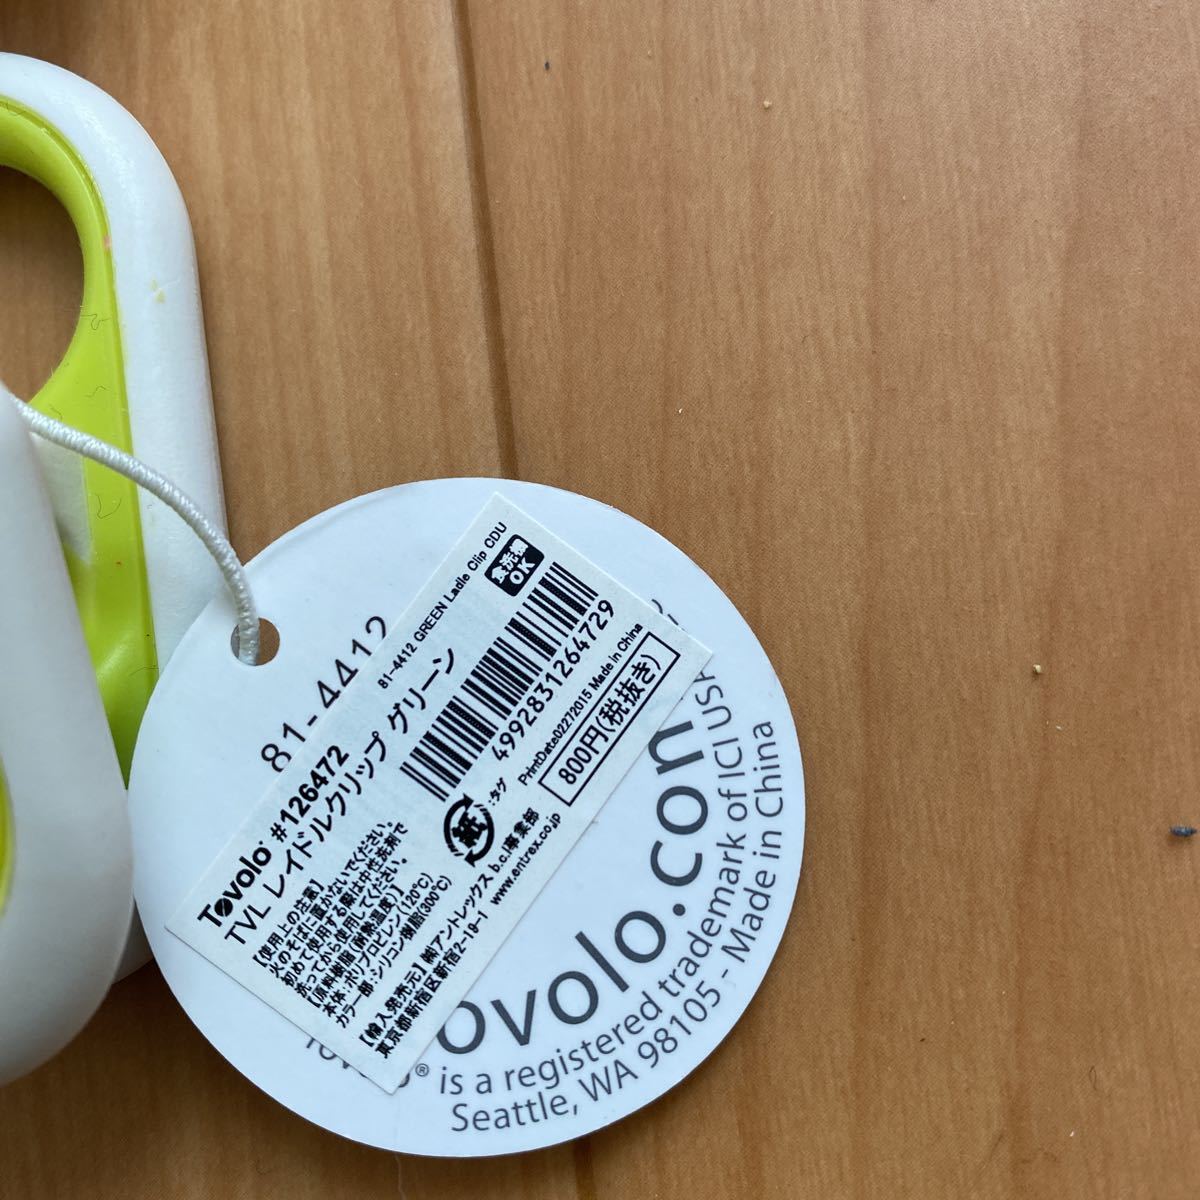 81-4412
81-4412 GREEN Ladle Clip CDU
Tovolo® #126472
TVL レイドルクリップ グリーン
食洗機
OK
4992831264729
【使用上の注意】
火のそばに置かないでください。
初めて使用する際は中性洗剤で
洗ってから使用してください。
【原料樹脂(耐熱温度)】
本体:ポリプロピレン(120℃)
カラー部:シリコン樹脂(300℃)
紙
:タグ
PrintDate02272015 Made in China
800円(税抜き)
【輸入発売元】㈱アントレックス b.c.l事業部
東京都新宿区新宿2-19-1 www.entrex.co.jp
ovolo.com
® is a registered trademark of ICI USA
Seattle, WA 98105 - Made in China